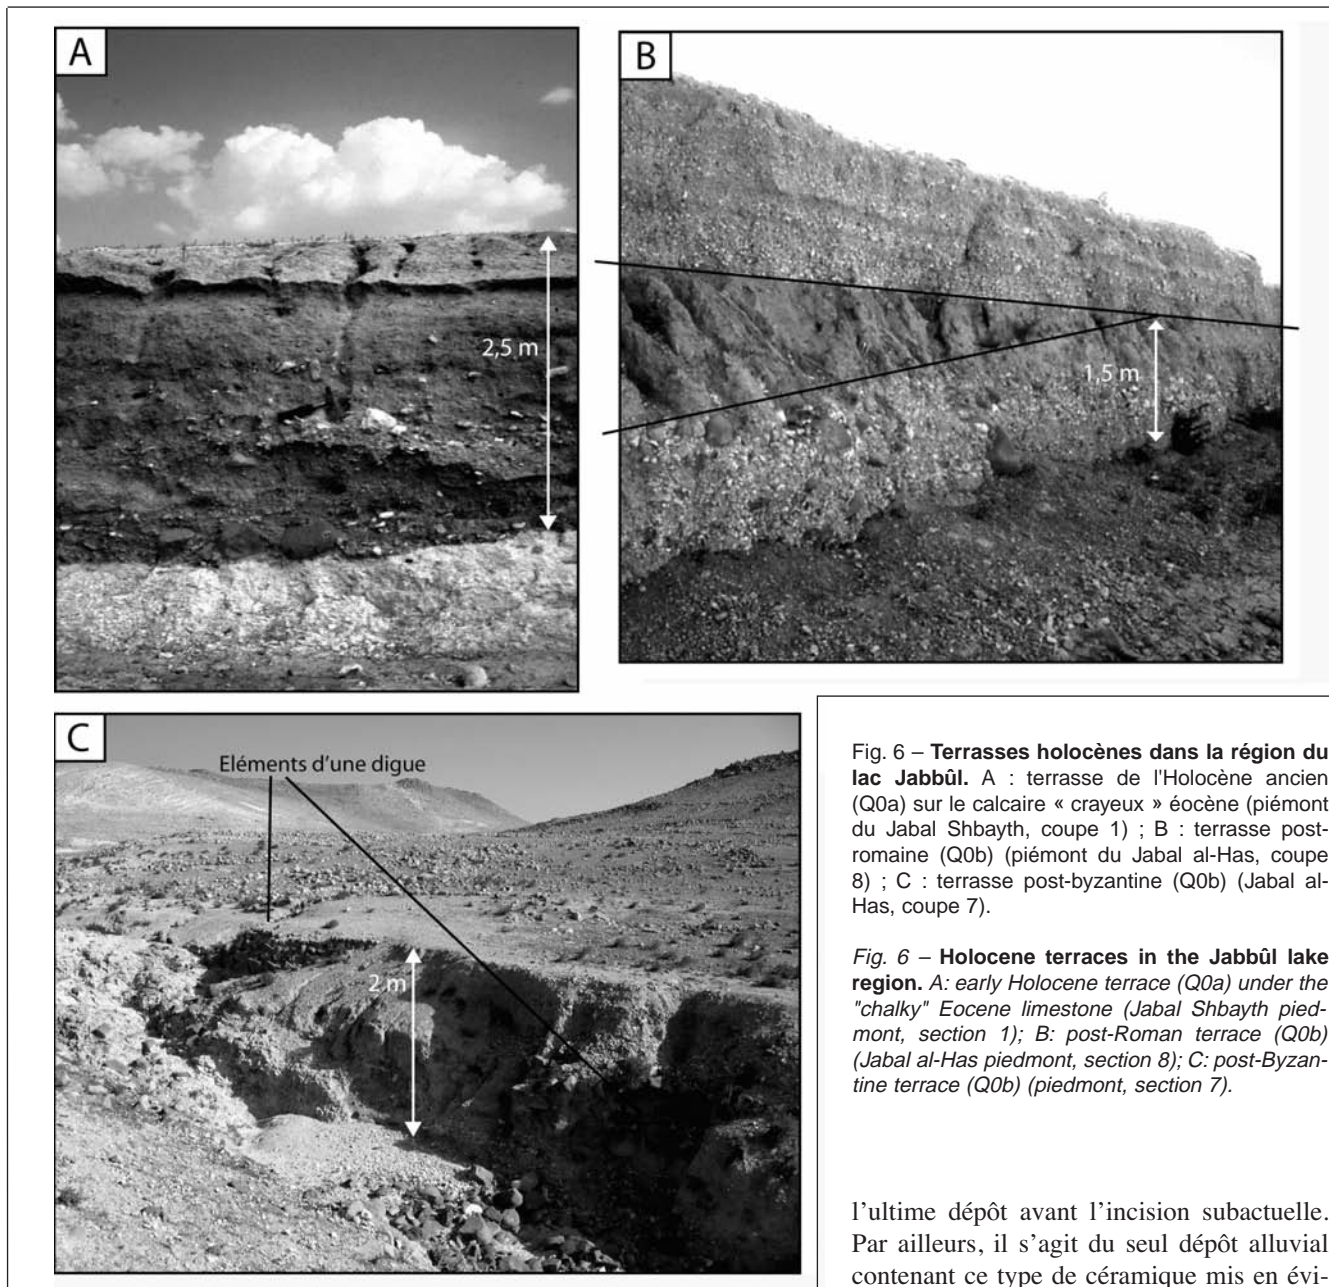 A
B
2,5 m
1,5 m
C
Eléments d'une digue
2 m
Fig. 6 – Terrasses holocènes dans la région du
lac Jabbûl. A : terrasse de l'Holocène ancien
(Q0a) sur le calcaire « crayeux » éocène (piémont
du Jabal Shbayth, coupe 1) ; B : terrasse post-
romaine (Q0b) (piémont du Jabal al-Has, coupe
8) ; C : terrasse post-byzantine (Q0b) (Jabal al-
Has, coupe 7).
Fig. 6 – Holocene terraces in the Jabbûl lake
region. A: early Holocene terrace (Q0a) under the
"chalky" Eocene limestone (Jabal Shbayth pied-
mont, section 1); B: post-Roman terrace (Q0b)
(Jabal al-Has piedmont, section 8); C: post-Byzan-
tine terrace (Q0b) (piedmont, section 7).
l'ultime dépôt avant l'incision subactuelle.
Par ailleurs, il s'agit du seul dépôt alluvial
contenant ce type de céramique mis en évi-